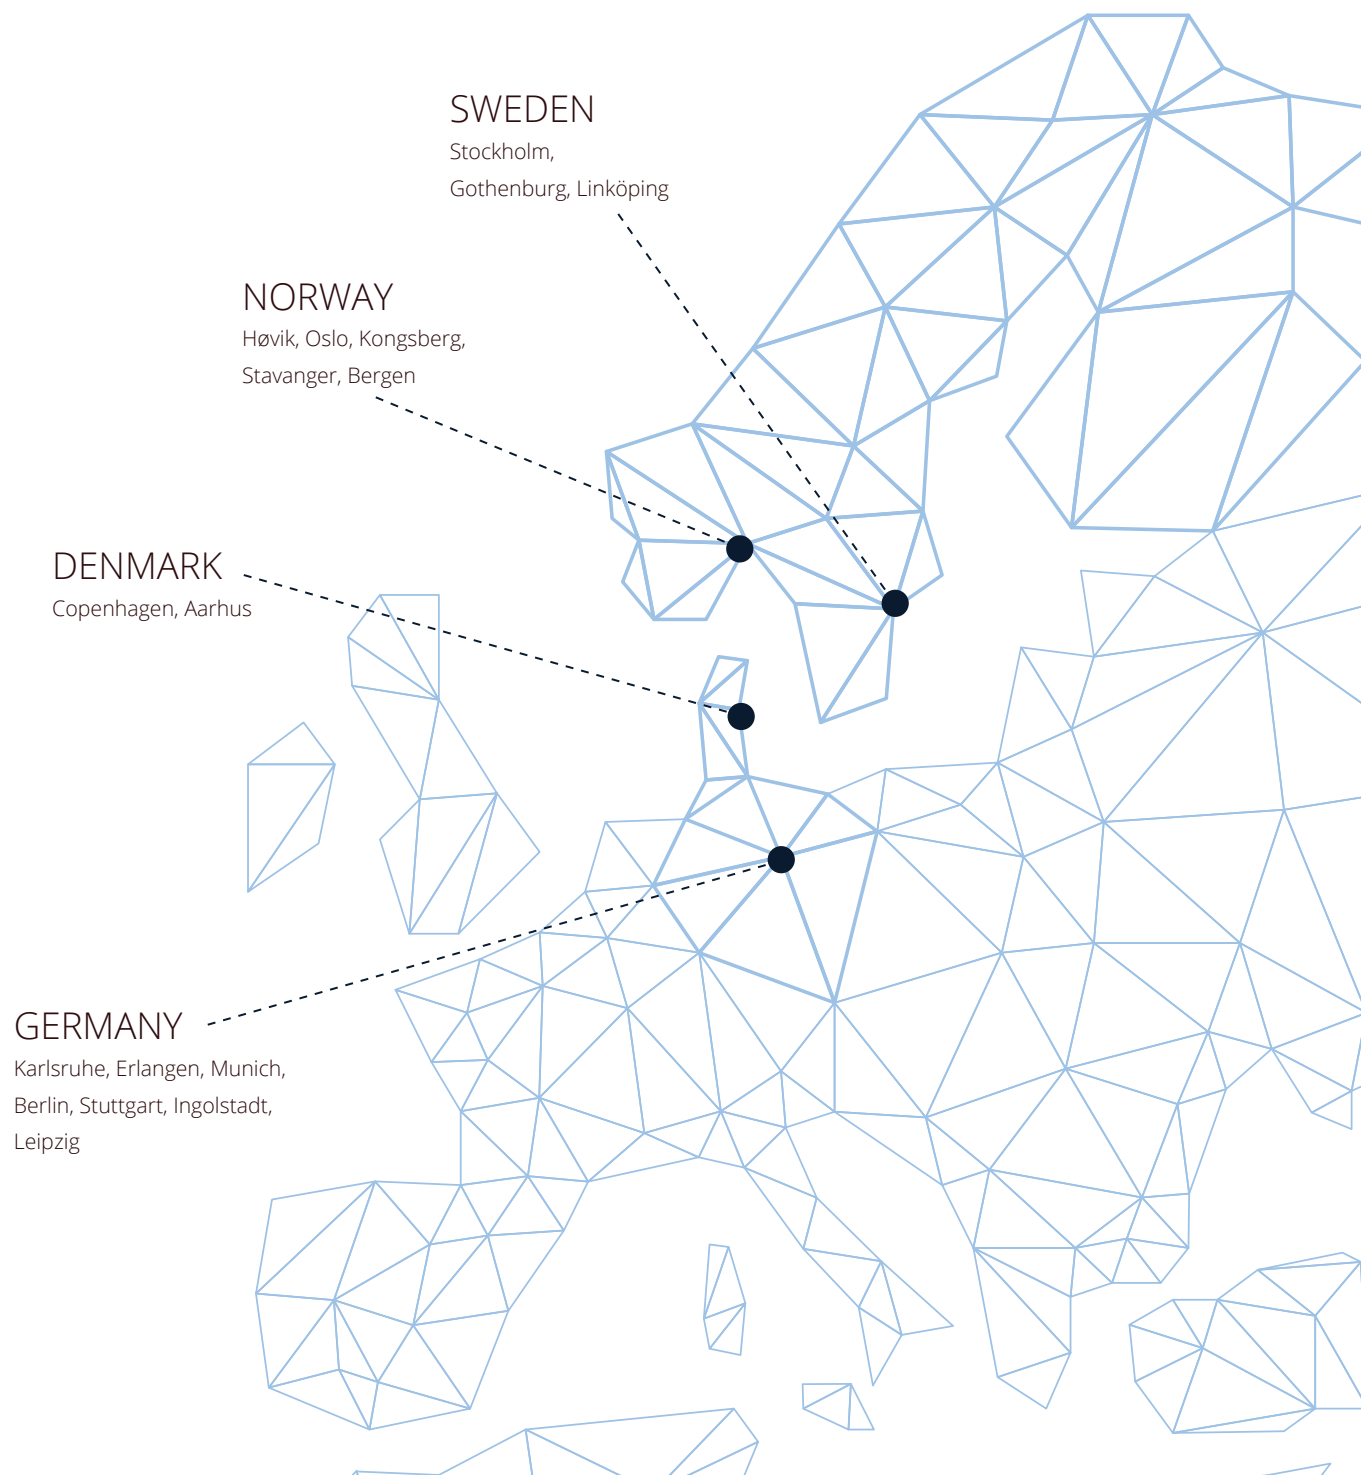 SWEDEN
Stockholm,
Gothenburg, Linköping
NORWAY
Høvik, Oslo, Kongsberg,
Stavanger, Bergen
DENMARK
Copenhagen, Aarhus
GERMANY
Karlsruhe, Erlangen, Munich,
Berlin, Stuttgart, Ingolstadt,
Leipzig